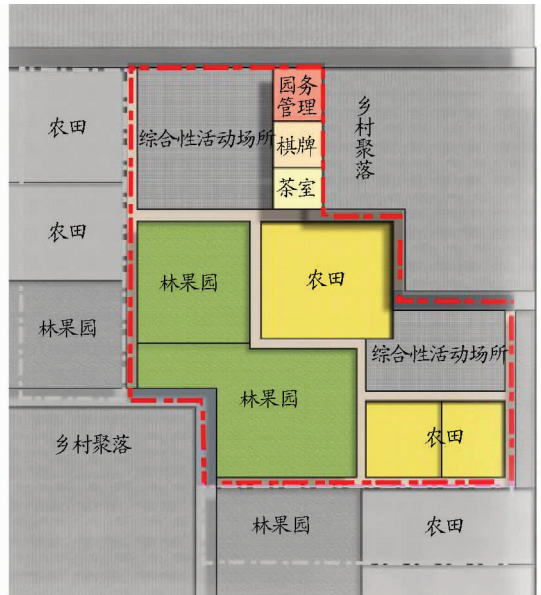 园务
管理
农田
综合性活动场所
棋牌
乡村聚落
茶室
农田
林果园
农田
林果园
综合性活动场所
林果园
乡村聚落
农田
林果园
农田